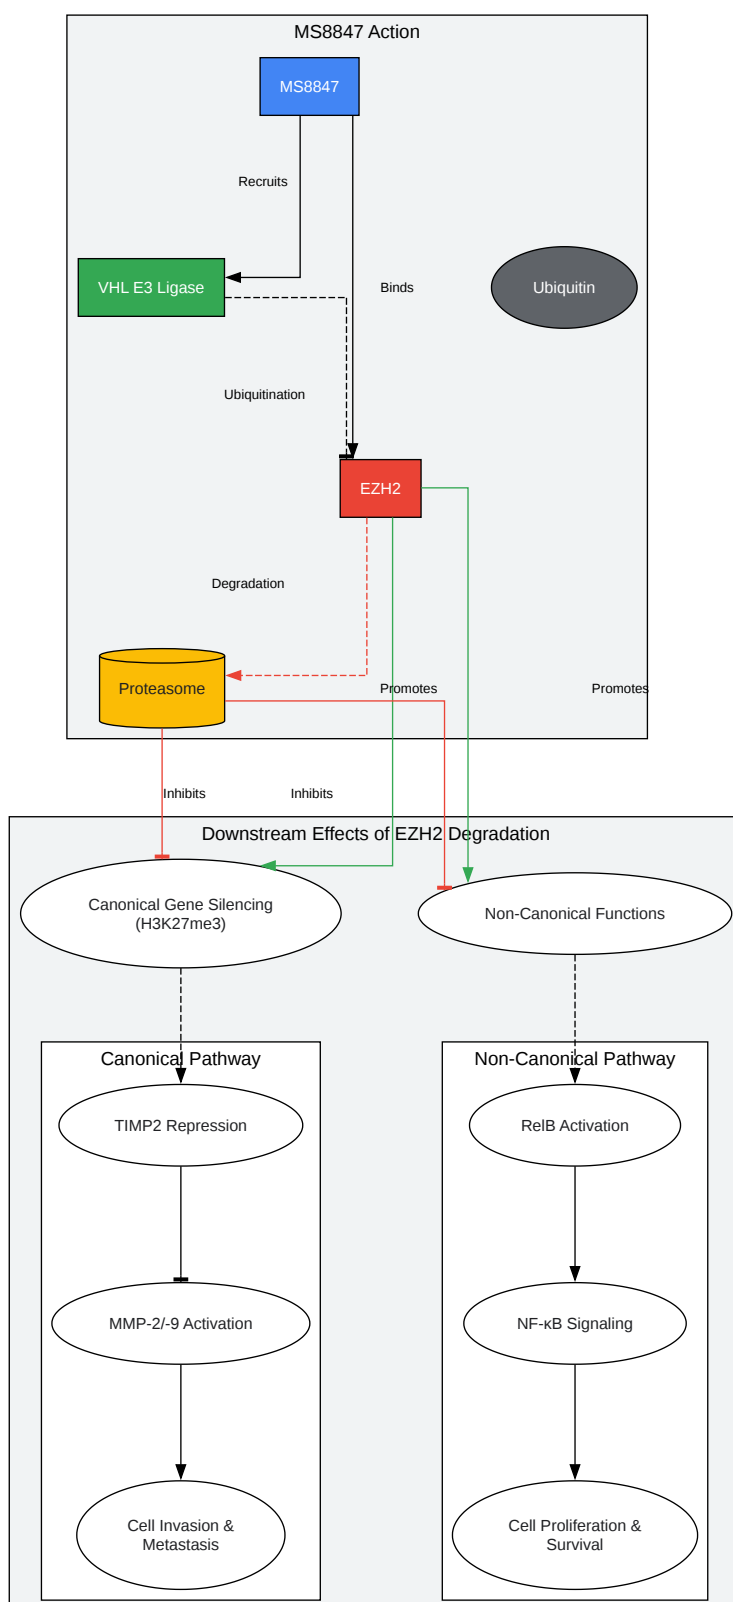 MS8847 Action
MS8847
Recruits
VHL E3 Ligase
Binds
Ubiquitin
Ubiquitination
EZH2
Degradation
Proteasome
Promotes
Promotes
Inhibits
Inhibits
Downstream Effects of EZH2 Degradation
Canonical Gene Silencing
(H3K27me3)
Non-Canonical Functions
Canonical Pathway
Non-Canonical Pathway
TIMP2 Repression
RelB Activation
MMP-2/-9 Activation
NF-κB Signaling
Cell Invasion &
Metastasis
Cell Proliferation &
Survival